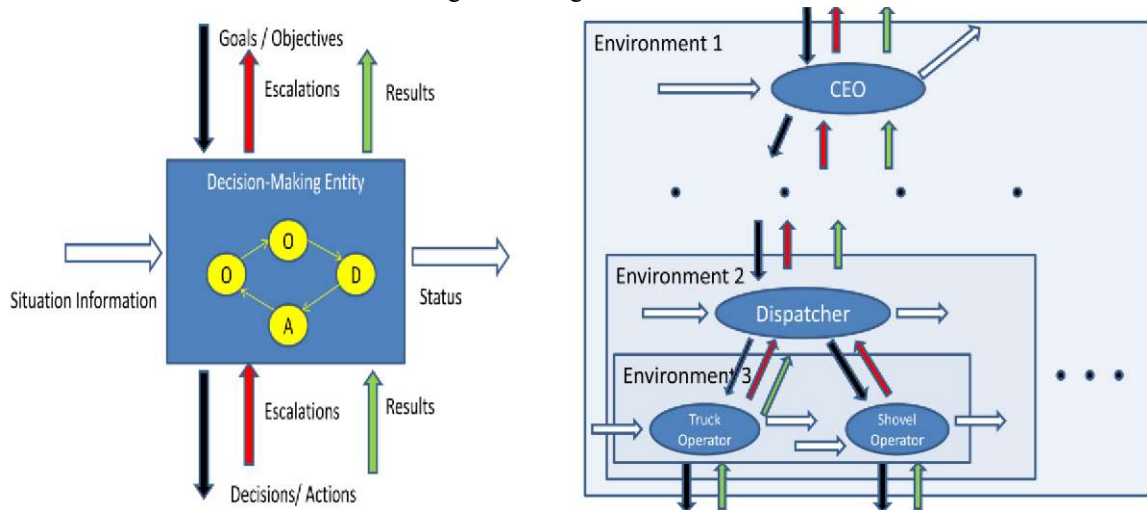 Goals / Objectives
Escalations
Results
Decision-Making Entity
O
O
D
A
Situation Information
Status
Escalations
Results
Decisions/ Actions
Environment 1
CEO
Environment 2
Dispatcher
Environment 3
Truck
Operator
Shovel
Operator